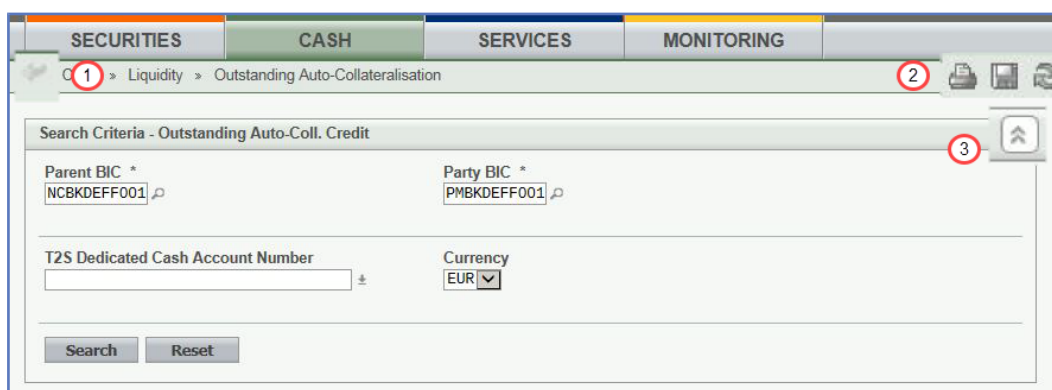 SECURITIES CASH SERVICES MONITORING
1 » Liquidity » Outstanding Auto-Collateralisation 2
Search Criteria - Outstanding Auto-Coll. Credit
3
Parent BIC * Party BIC *
NCBKDEFF001 PMBKDEFF001
T2S Dedicated Cash Account Number Currency
EUR
Search Reset